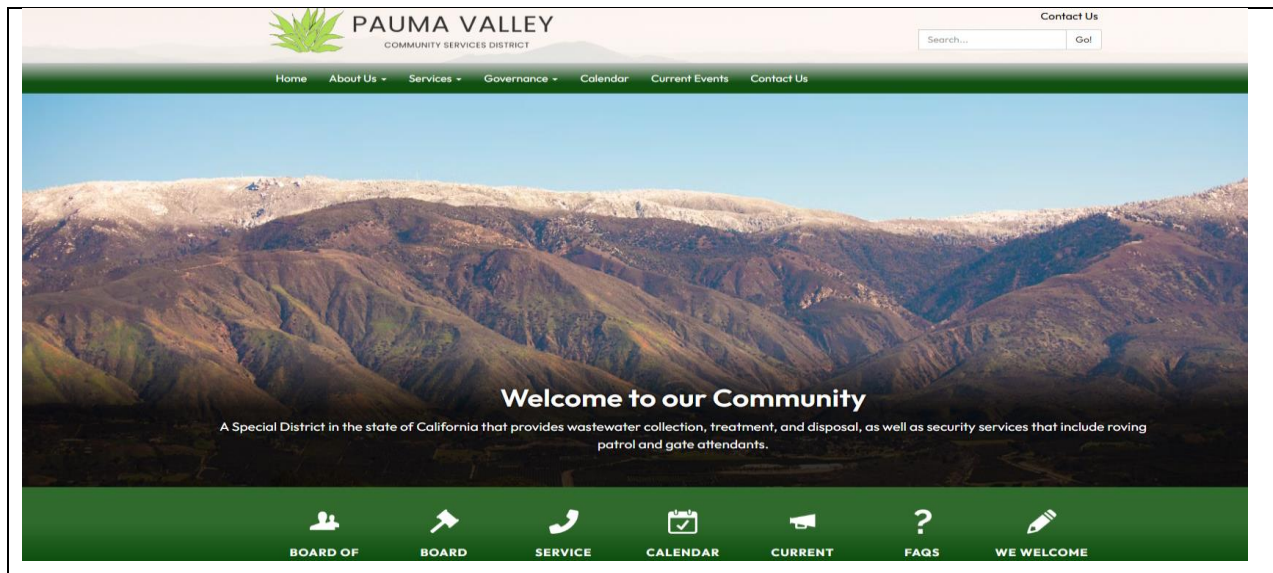 PAUMA VALLEY
COMMUNITY SERVICES DISTRICT
Contact Us
Search...
Go!
Home About Us Services Governance Calendar Current Events Contact Us
Welcome to our Community
A Special District in the state of California that provides wastewater collection, treatment, and disposal, as well as security services that include roving
patrol and gate attendants.
BOARD OF BOARD SERVICE CALENDAR CURRENT FAQS WE WELCOME